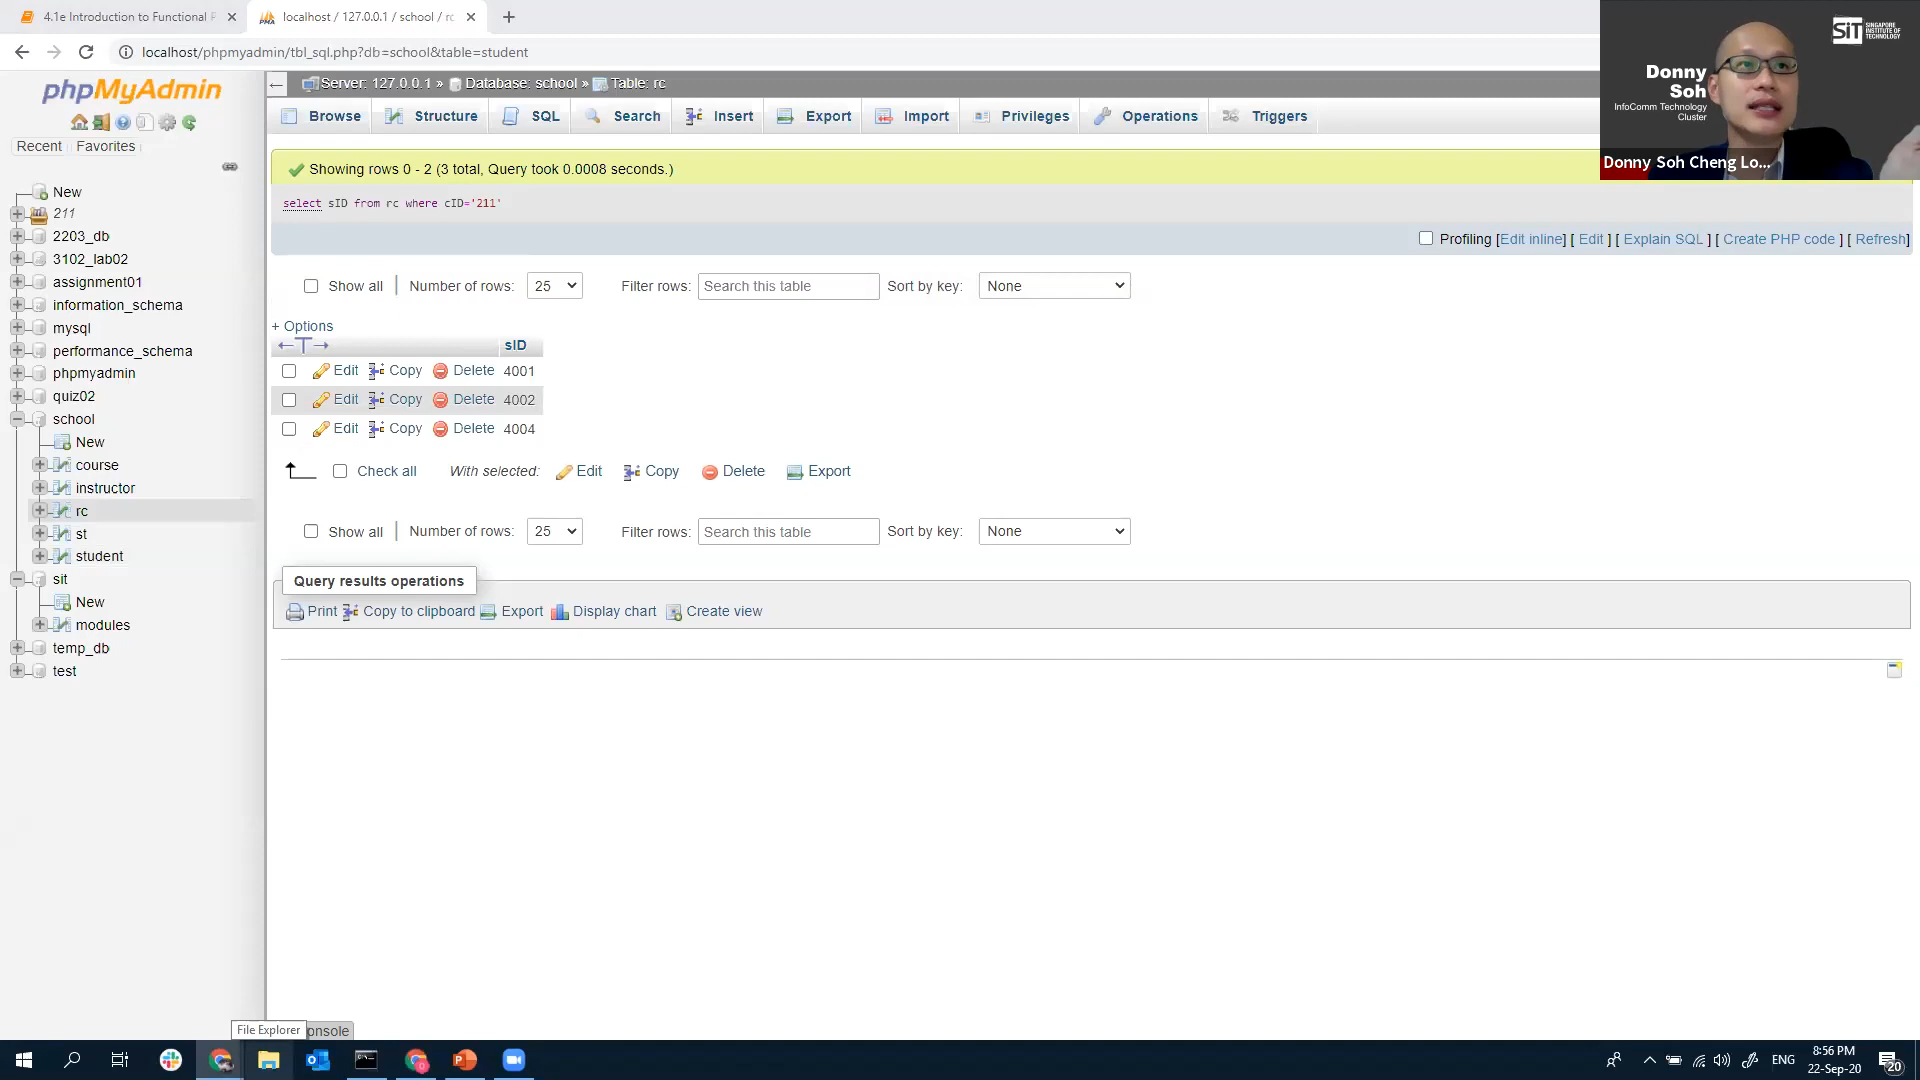 4.1e Introduction to Functional P
localhost / 127.0.0.1 / school / rc
localhost/phpmyadmin/tbl_sql.php?db=school&table=student
phpMyAdmin
Recent
Favorites
New
211
2203_db
3102_lab02
assignment01
information_schema
mysql
performance_schema
phpmyadmin
quiz02
school
New
course
instructor
rc
st
student
sit
New
modules
temp_db
test
Server: 127.0.0.1 » Database: school » Table: rc
Browse Structure SQL Search Insert Export Import Privileges Operations Triggers
Showing rows 0 - 2 (3 total, Query took 0.0008 seconds.)
select sID from rc where cID='211'
Profiling [Edit inline] [ Edit ] [ Explain SQL ] [ Create PHP code ] [ Refresh]
Show all Number of rows: 25 Filter rows: Search this table Sort by key: None
+ Options
←T→ sID
Edit Copy Delete 4001
Edit Copy Delete 4002
Edit Copy Delete 4004
Check all With selected: Edit Copy Delete Export
Show all Number of rows: 25 Filter rows: Search this table Sort by key: None
Query results operations
Print Copy to clipboard Export Display chart Create view
SiT SINGAPORE INSTITUTE OF TECHNOLOGY
Donny
Soh
InfoComm Technology
Cluster
Donny Soh Cheng Lo...
File Explorer
onsole
ENG
8:56 PM
22-Sep-20
20